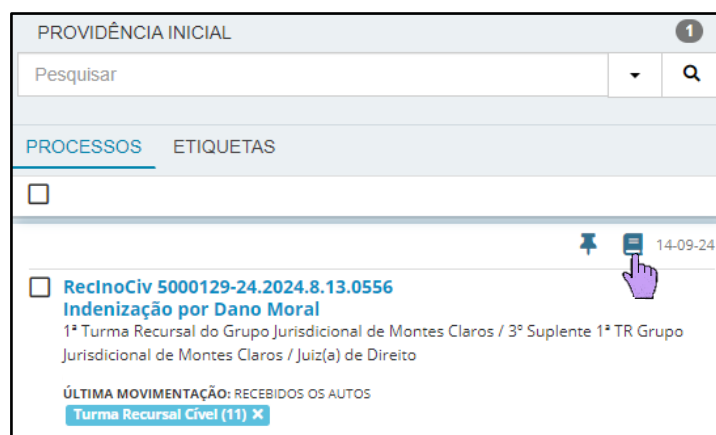 PROVIDÊNCIA INICIAL 1
Pesquisar
PROCESSOS ETIQUETAS
14-09-24
RecInoCiv 5000129-24.2024.8.13.0556
Indenização por Dano Moral
1ª Turma Recursal do Grupo Jurisdicional de Montes Claros / 3º Suplente 1ª TR Grupo
Jurisdicional de Montes Claros / Juiz(a) de Direito
ÚLTIMA MOVIMENTAÇÃO: RECEBIDOS OS AUTOS
Turma Recursal Cível (11) X